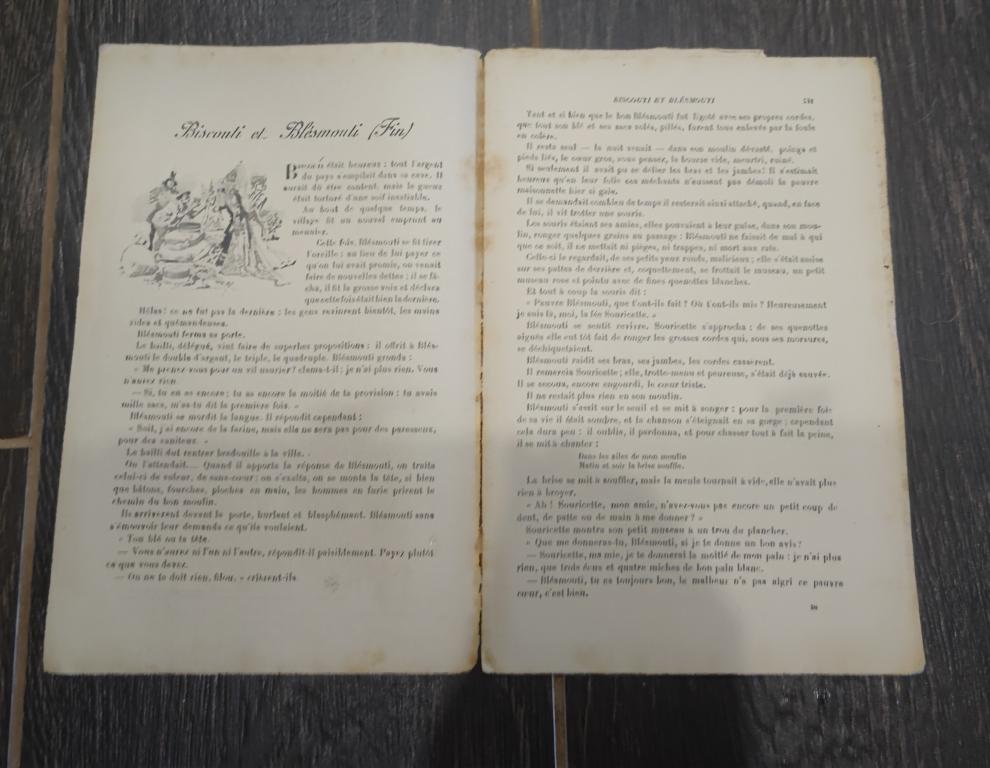 Bisconti et Blésmouti (Fin)
était heureux : tout l'argent
du pays s'empilait dans sa cave. Il
aurait dû être content, mais le gueux
était torturé d'une soif insatiable.
Au bout de quelque temps, le
village fit un nouvel emprunt au
meunier.
Cette fois, Blésmouti se fit tirer
l'oreille : au lieu de lui payer ce
qu'on lui avait promis, on venait
faire de nouvelles dettes ; il se fâ-
cha, il fit la grosse voix et déclara
que cette fois était bien la dernière.
Hélas ! ce ne fut pas la dernière : les gens revinrent bientôt, les mains
vides et quémandeuses.
Blésmouti ferma sa porte.
Le bailli, délégué, vint faire de superbes propositions : il offrit à Blés-
mouti le double d'argent, le triple, le quadruple. Blésmouti gronda :
« Me prenez-vous pour un vil usurier ? clama-t-il ; je n'ai plus rien. Vous
n'aurez rien.
— Si, tu en as encore ; tu as encore la moitié de ta provision : tu avais
mille sacs, m'as-tu dit la première fois. »
Blésmouti se mordit la langue. Il répondit cependant :
« Soit, j'ai encore de la farine, mais elle ne sera pas pour des paresseux,
pour des vaniteux. »
Le bailli dut rentrer bredouille à la ville.
On l'attendait.... Quand il apporta la réponse de Blésmouti, on traita
celui-ci de voleur, de sans-cœur ; on s'exalta, on se monta la tête, si bien
que bâtons, fourches, pioches en main, les hommes en furie prirent le
chemin du bon moulin.
Ils arrivèrent devant la porte, hurlant et blasphémant. Blésmouti sans
s'émouvoir leur demanda ce qu'ils voulaient.
« Ton blé ou ta tête.
— Vous n'aurez ni l'un ni l'autre, répondit-il paisiblement. Payez plutôt
ce que vous devez.
— On ne te doit rien, filou, » crièrent-ils.
BISCOUTI ET BLÉSMOUTI
Tant et si bien que le bon Blésmouti fut ligoté avec ses propres cordes,
que tout son blé et ses sacs volés, pillés, furent tous enlevés par la foule
en colère.
Il resta seul — la nuit venait — dans son moulin dévasté, poings et
pieds liés, le cœur gros, sans penser, la bourse vide, meurtri, ruiné.
Si seulement il avait pu se délier les bras et les jambes! Il s'estimait
heureux qu'en leur folie ces méchants n'eussent pas démoli la pauvre
maisonnette hier si gaie.
Il se demandait combien de temps il resterait ainsi attaché, quand, en face
de lui, il vit trotter une souris.
Les souris étaient ses amies, elles pouvaient à leur guise, dans son mou-
lin, ronger quelques grains au passage : Blésmouti ne faisait de mal à qui
que ce soit, il ne mettait ni pièges, ni trappes, ni mort aux rats.
Celle-ci le regardait, de ses petits yeux ronds, malicieux ; elle s'était assise
sur ses pattes de derrière et, coquettement, se frottait le museau, un petit
museau rose et pointu avec de fines quenottes blanches.
Et tout à coup la souris dit :
« Pauvre Blésmouti, que t'ont-ils fait ? Où t'ont-ils mis ? Heureusement
je suis là, moi, la fée Souricette. »
Blésmouti se sentit revivre. Souricette s'approcha : de ses quenottes
aiguës elle eut tôt fait de ronger les grosses cordes qui, sous ses morsures,
se déchiquetaient.
Blésmouti raidit ses bras, ses jambes, les cordes cassèrent.
Il remercia Souricette ; elle, trotte-menu et peureuse, s'était déjà sauvée.
Il se secoua, encore engourdi, le cœur triste.
Il ne restait plus rien en son moulin.
Blésmouti s'assit sur le seuil et se mit à songer : pour la première fois
de sa vie il était sombre, et la chanson s'éteignait en sa gorge ; cependant
cela dura peu : il oublia, il pardonna, et pour chasser tout à fait la peine,
il se mit à chanter :
Dans les ailes de mon moulin
Matin et soir la brise souffle.
La brise se mit à souffler, mais la meule tournait à vide, elle n'avait plus
rien à broyer.
« Ah ! Souricette, mon amie, n'avez-vous pas encore un petit coup de
dent, de patte ou de main à me donner ? »
Souricette montra son petit museau à un trou du plancher.
« Que me donneras-tu, Blésmouti, si je te donne un bon avis ?
— Souricette, ma mie, je te donnerai la moitié de mon pain : je n'ai plus
rien, que trois écus et quatre miches de bon pain blanc.
— Blésmouti, tu es toujours bon, le malheur n'a pas aigri ce pauvre
cœur, c'est bien.